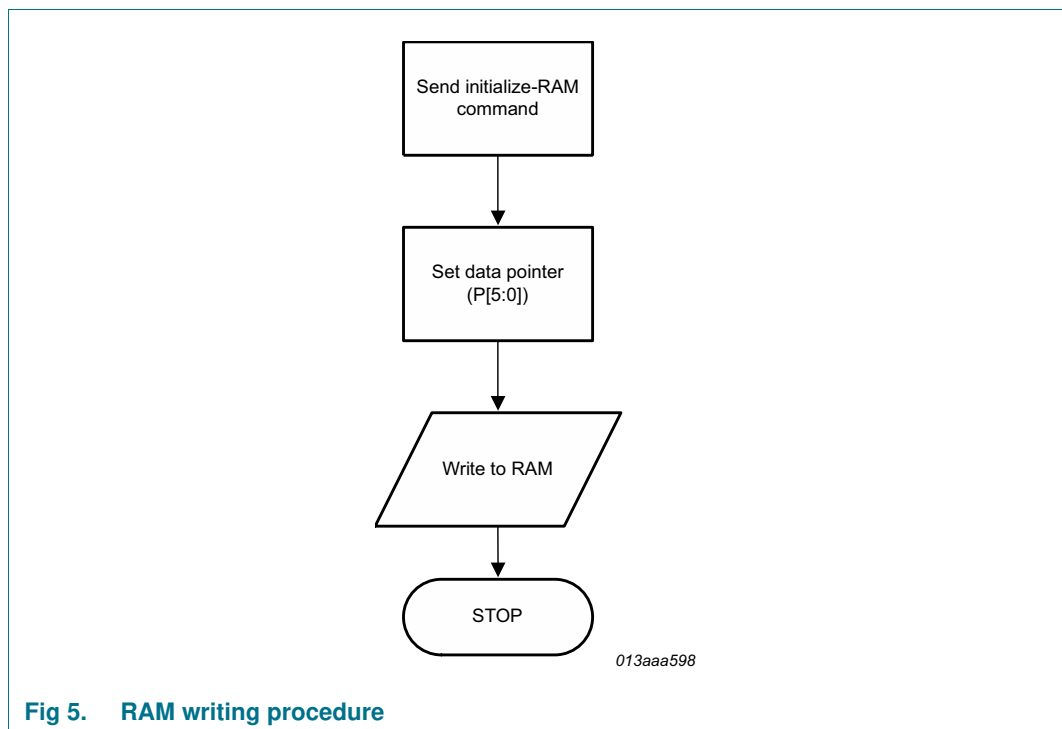 Send initialize-RAM
command
Set data pointer
(P[5:0])
Write to RAM
STOP
013aaa598
Fig 5. RAM writing procedure